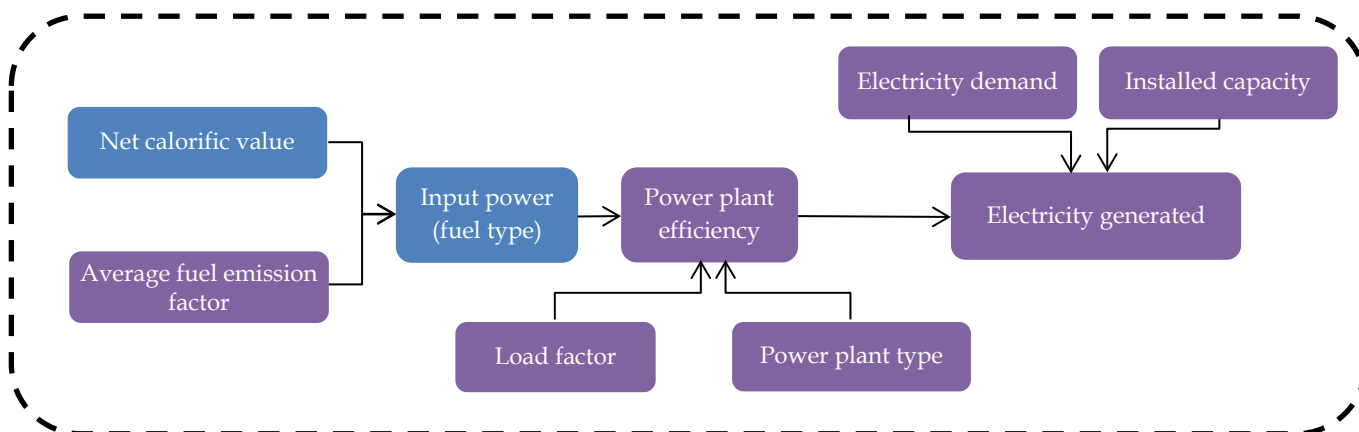 Electricity demand
Installed capacity
Net calorific value
Input power
(fuel type)
Power plant
efficiency
Electricity generated
Average fuel emission
factor
Load factor
Power plant type